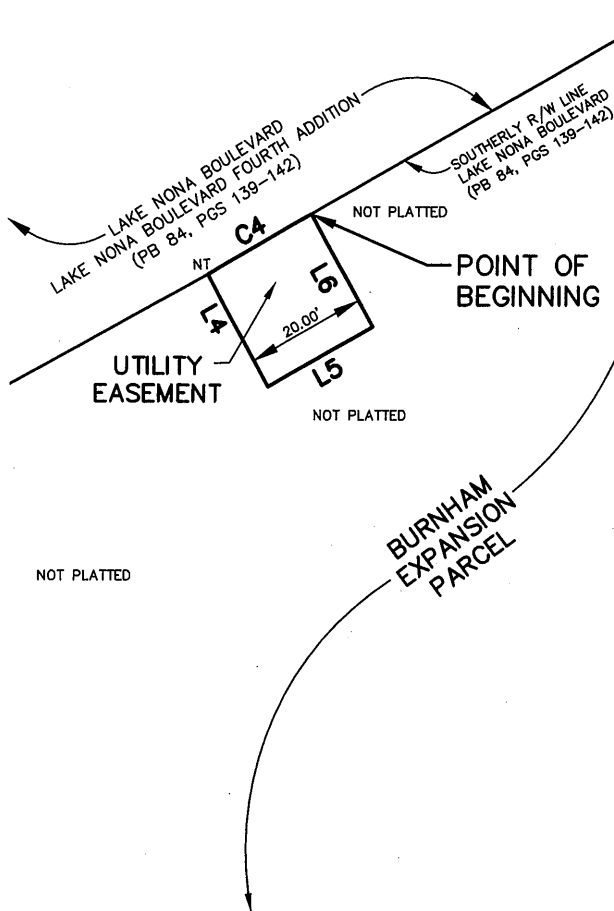 LAKE NONA BOULEVARD
LAKE NONA BOULEVARD FOURTH ADDITION
(PB 84, PGS 139-142)
SOUTHERLY R/W LINE
LAKE NONA BOULEVARD
(PB 84, PGS 139-142)
NOT PLATTED
C4
NT
POINT OF
BEGINNING
L6
L4
20.00'
UTILITY
EASEMENT
L5
NOT PLATTED
BURNHAM
EXPANSION
PARCEL
NOT PLATTED